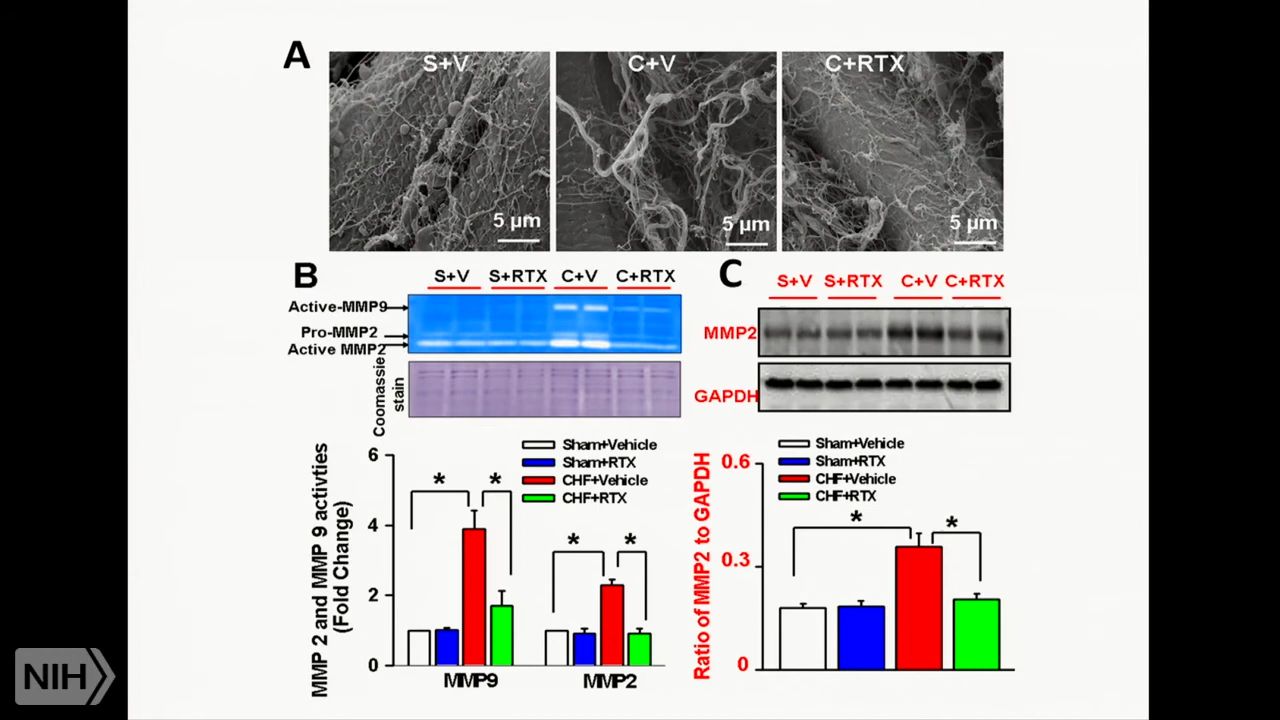 A
S+V
C+V
C+RTX
5 µm
5 µm
5 µm
B
S+V S+RTX C+V C+RTX
Active-MMP9
Pro-MMP2
Active MMP2
Coomassie
stain
C
S+V S+RTX C+V C+RTX
MMP2
GAPDH
MMP 2 and MMP 9 activties
(Fold Change)
6
4
2
0
Sham+Vehicle
Sham+RTX
CHF+Vehicle
CHF+RTX
* *
* *
MMP9 MMP2
Ratio of MMP2 to GAPDH
0.6
0.3
0
Sham+Vehicle
Sham+RTX
CHF+Vehicle
CHF+RTX
* *
NIH